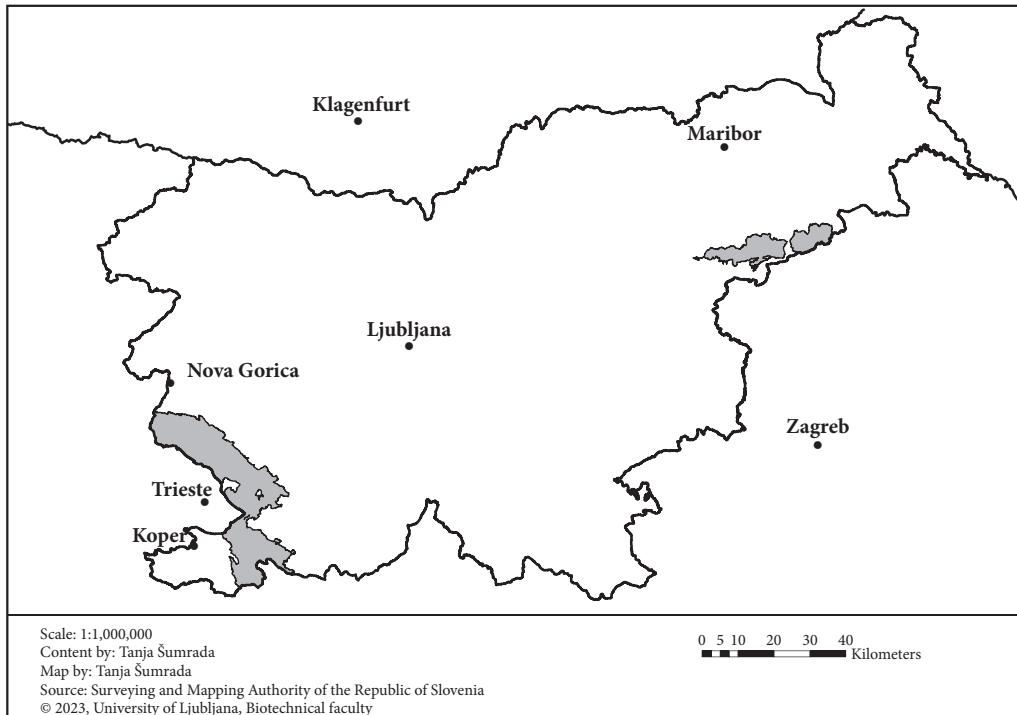 Klagenfurt
Maribor
Ljubljana
Nova Gorica
Zagreb
Trieste
Koper
Scale: 1:1,000,000
Content by: Tanja Šumrada
Map by: Tanja Šumrada
Source: Surveying and Mapping Authority of the Republic of Slovenia
© 2023, University of Ljubljana, Biotechnical faculty
0 5 10 20 30 40
Kilometers